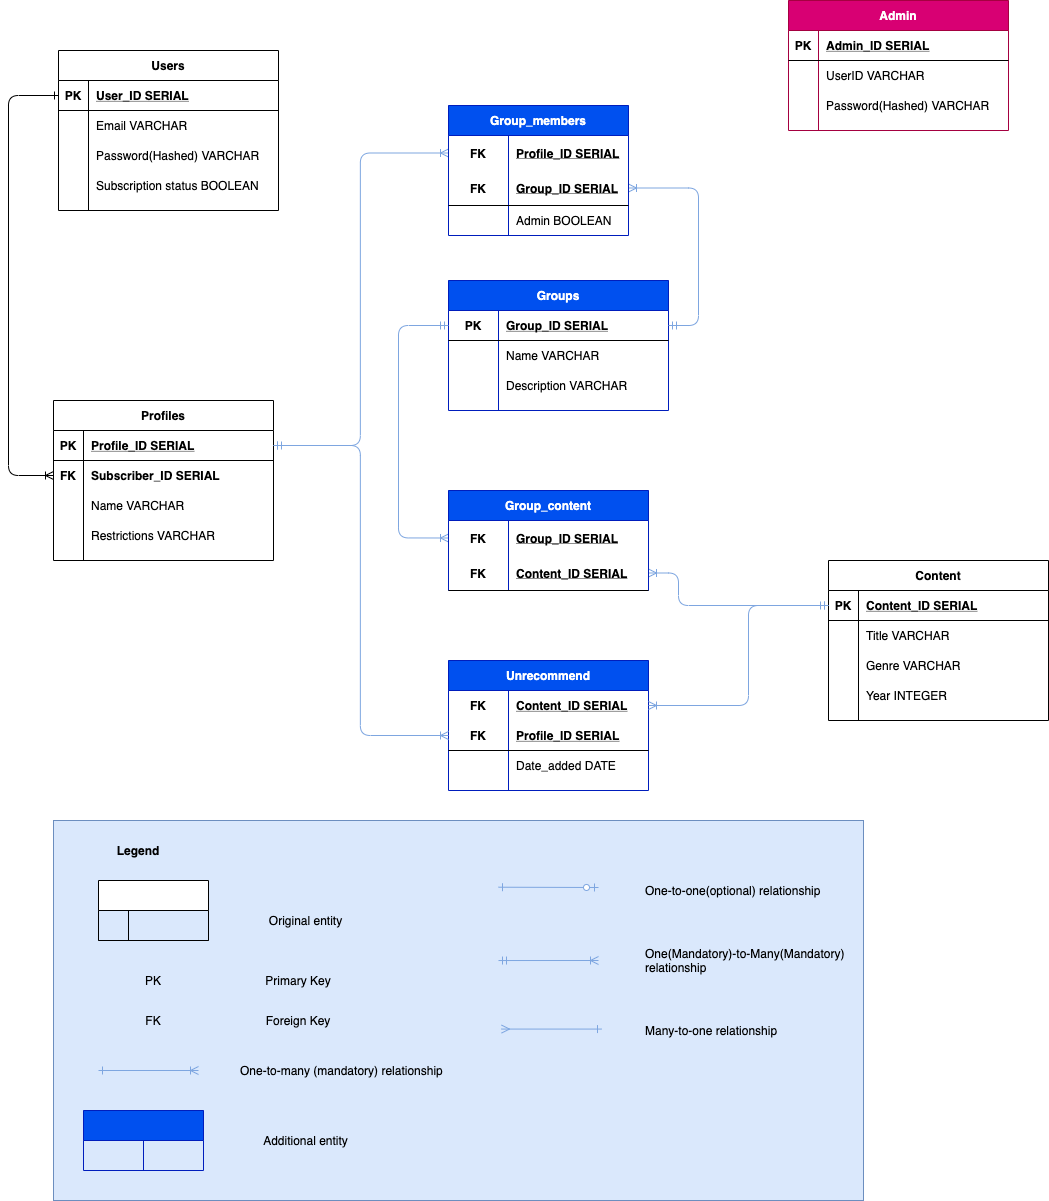 Admin
PK Admin_ID SERIAL
UserID VARCHAR
Password(Hashed) VARCHAR
Users
PK User_ID SERIAL
Email VARCHAR
Password(Hashed) VARCHAR
Subscription status BOOLEAN
Group_members
FK Profile_ID SERIAL
FK Group_ID SERIAL
Admin BOOLEAN
Groups
PK Group_ID SERIAL
Name VARCHAR
Description VARCHAR
Profiles
PK Profile_ID SERIAL
FK Subscriber_ID SERIAL
Name VARCHAR
Restrictions VARCHAR
Group_content
FK Group_ID SERIAL
FK Content_ID SERIAL
Content
PK Content_ID SERIAL
Title VARCHAR
Genre VARCHAR
Year INTEGER
Unrecommend
FK Content_ID SERIAL
FK Profile_ID SERIAL
Date_added DATE
Legend
Original entity
PK Primary Key
FK Foreign Key
One-to-many (mandatory) relationship
Additional entity
One-to-one(optional) relationship
One(Mandatory)-to-Many(Mandatory)
relationship
Many-to-one relationship